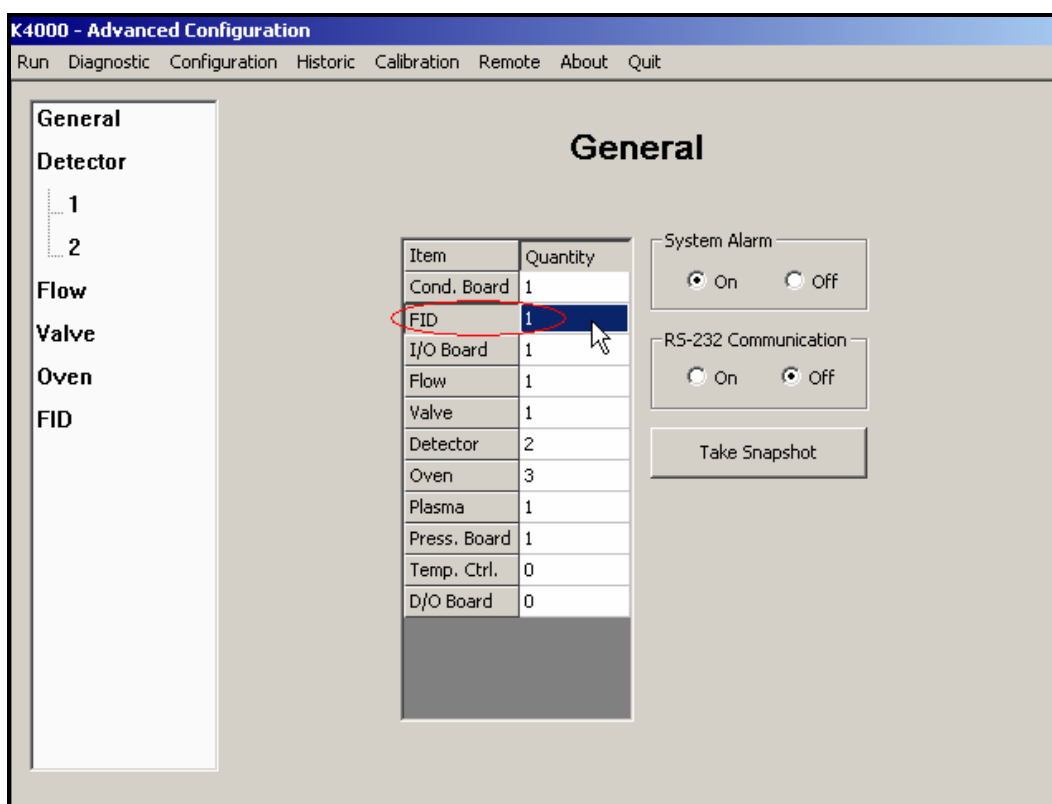 K4000 - Advanced Configuration
Run Diagnostic Configuration Historic Calibration Remote About Quit
General
Detector
1
2
Flow
Valve
Oven
FID
General
Item Quantity
Cond. Board 1
FID 1
I/O Board 1
Flow 1
Valve 1
Detector 2
Oven 3
Plasma 1
Press. Board 1
Temp. Ctrl. 0
D/O Board 0
System Alarm
On Off
RS-232 Communication
On Off
Take Snapshot